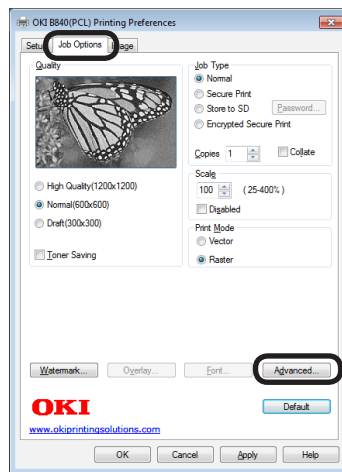 OKI B840(PCL) Printing Preferences
Setup Job Options Image
Quality
High Quality(1200x1200)
Normal(600x600)
Draft(300x300)
Toner Saving
Job Type
Normal
Secure Print
Store to SD Password...
Encrypted Secure Print
Copies 1 Collate
Scale
100 (25-400% )
Disabled
Print Mode
Vector
Raster
Watermark... Overlay... Font... Advanced...
OKI Default
www.okiprintingsolutions.com
OK Cancel Apply Help